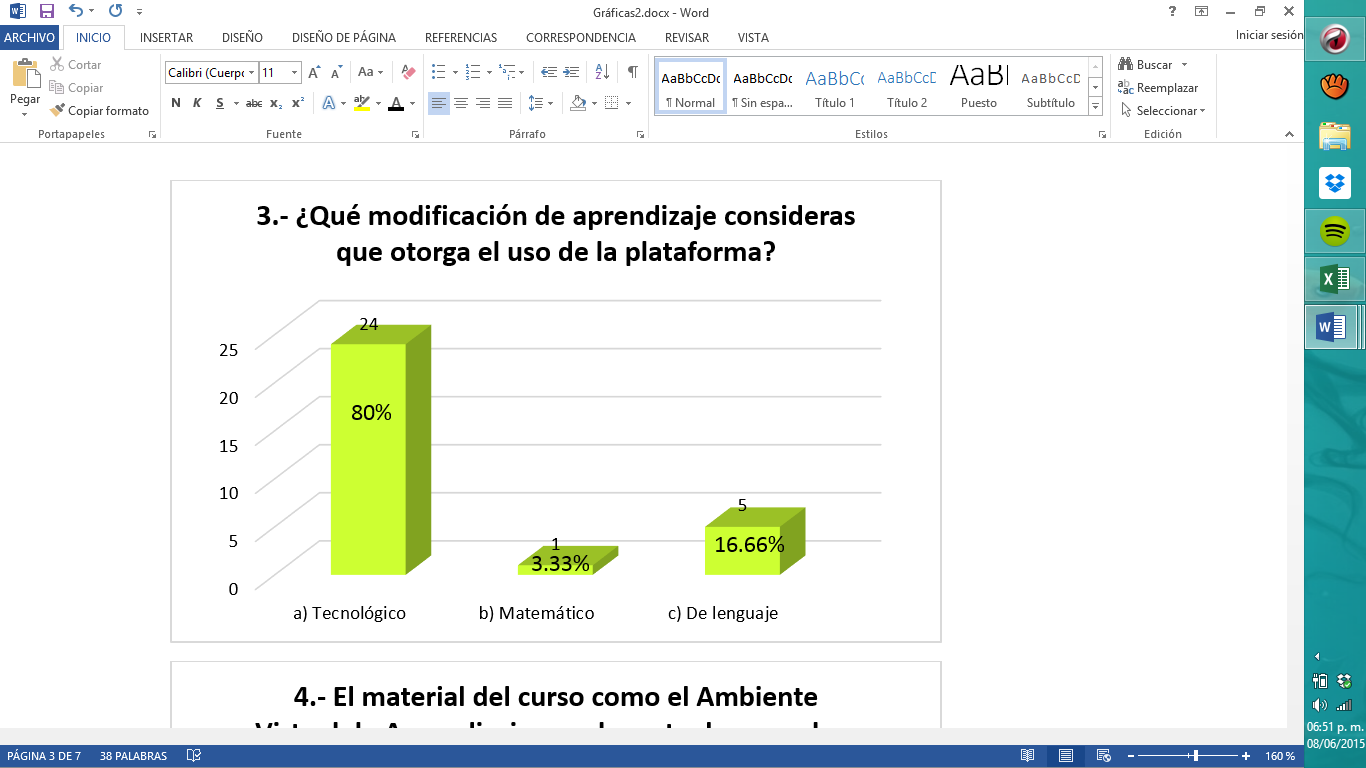 Gráficas2.docx - Word
ARCHIVO INICIO INSERTAR DISEÑO DISEÑO DE PÁGINA REFERENCIAS CORRESPONDENCIA REVISAR VISTA Iniciar sesión
Pegar
Cortar
Copiar
Copiar formato
Portapapeles
Calibri (Cuerpo 11
N K S abc x₂ x²
Fuente
Párrafo
AaBbCcDc AaBbCcDc AaBbCc AaBbCcD AaB AaBbCcD
¶ Normal ¶ Sin espa... Título 1 Título 2 Puesto Subtítulo
Estilos
Buscar
Reemplazar
Seleccionar
Edición
3.- ¿Qué modificación de aprendizaje consideras
que otorga el uso de la plataforma?
25
20
15
10
5
0
24
80%
1
3.33%
5
16.66%
a) Tecnológico b) Matemático c) De lenguaje
4.- El material del curso como el Ambiente
PÁGINA 3 DE 7 38 PALABRAS 160 %
06:51 p. m.
08/06/2015